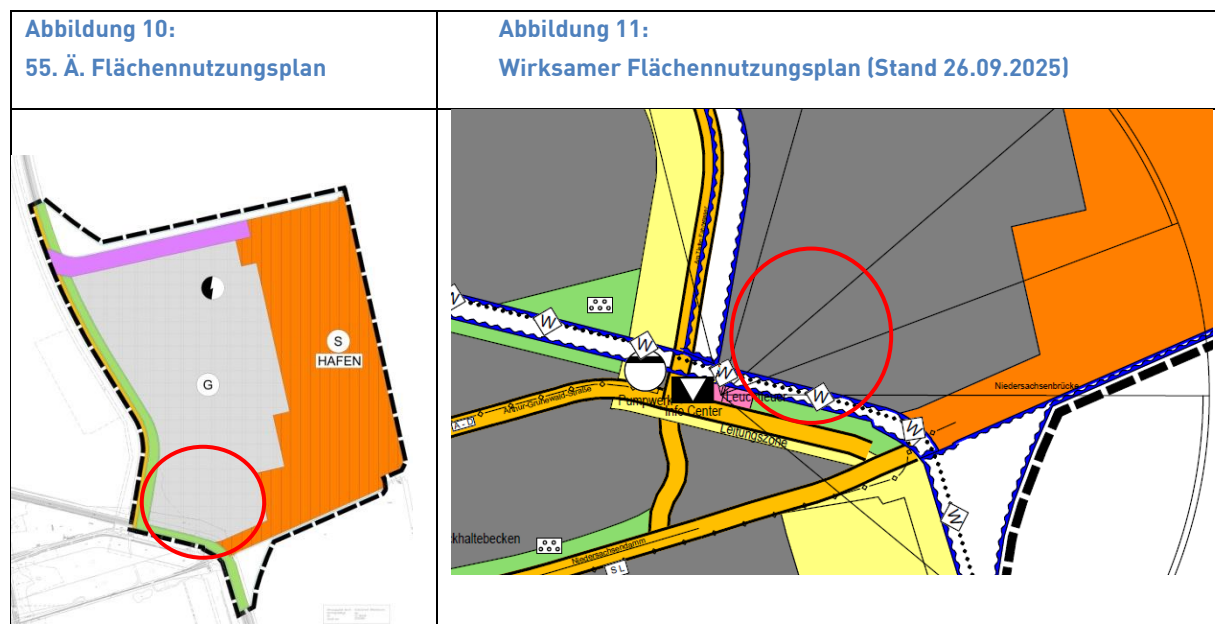 Abbildung 10:
55. Ä. Flächennutzungsplan
Abbildung 11:
Wirksamer Flächennutzungsplan (Stand 26.09.2025)
S
HAFEN
G
W
W
W
W
W
W
W
Niedersachsenbrücke
Leuchtfeuer
Pumpwerk
Info Center
Arthur-Grunewald-Straße
A - D
Leitungszone
Niedersachsendamm
ckhaltebecken
S L